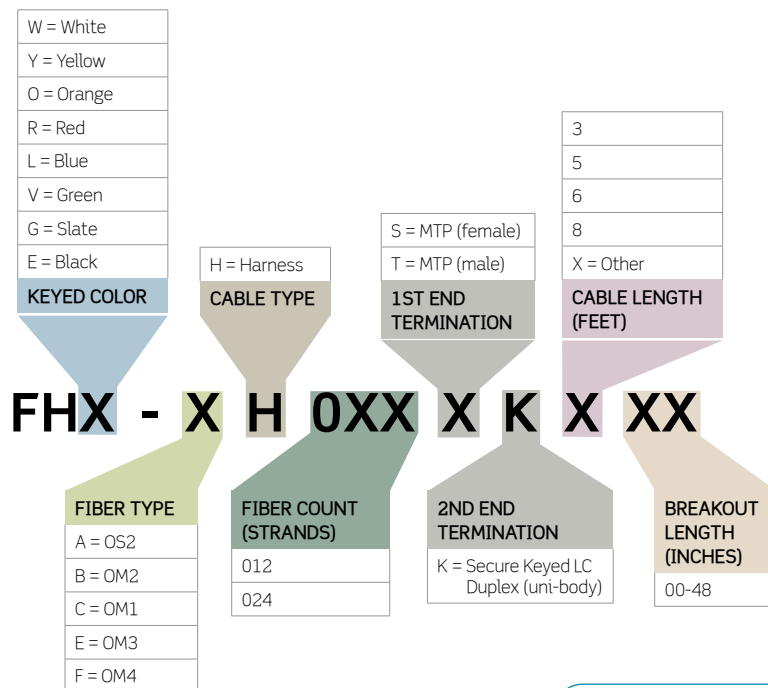 W = White
Y = Yellow
O = Orange
R = Red
L = Blue
V = Green
G = Slate
E = Black
KEYED COLOR
H = Harness
CABLE TYPE
S = MTP (female)
T = MTP (male)
1ST END
TERMINATION
3
5
6
8
X = Other
CABLE LENGTH
(FEET)
FHX - X H 0XX X K X XX
FIBER TYPE
A = OS2
B = OM2
C = OM1
E = OM3
F = OM4
FIBER COUNT
(STRANDS)
012
024
2ND END
TERMINATION
K = Secure Keyed LC
Duplex (uni-body)
BREAKOUT
LENGTH
(INCHES)
00-48